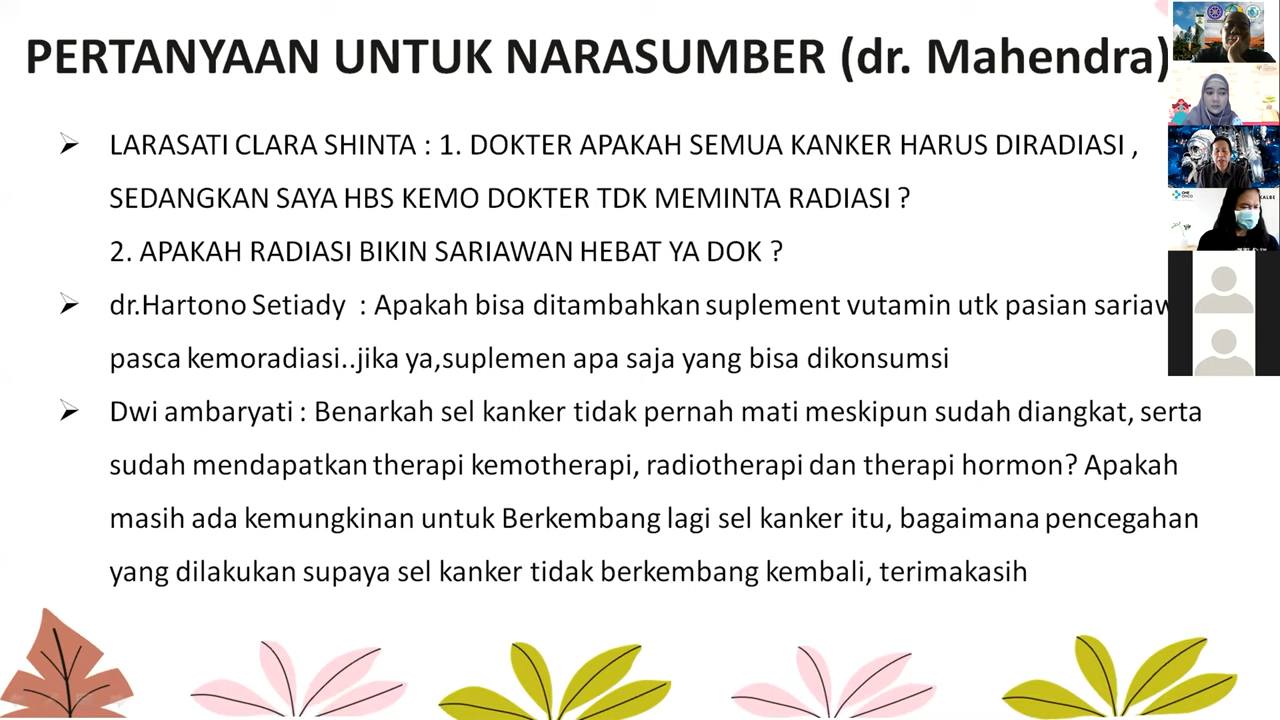 PERTANYAAN UNTUK NARASUMBER (dr. Mahendra)
LARASATI CLARA SHINTA : 1. DOKTER APAKAH SEMUA KANKER HARUS DIRADIASI ,
SEDANGKAN SAYA HBS KEMO DOKTER TDK MEMINTA RADIASI ?
2. APAKAH RADIASI BIKIN SARIAWAN HEBAT YA DOK ?
dr.Hartono Setiady : Apakah bisa ditambahkan suplement vutamin utk pasian
pasca kemoradiasi..jika ya,suplemen apa saja yang bisa dikonsumsi
Dwi ambaryati : Benarkah sel kanker tidak pernah mati meskipun sudah diangkat, serta
sudah mendapatkan therapi kemotherapi, radiotherapi dan therapi hormon? Apakah
masih ada kemungkinan untuk Berkembang lagi sel kanker itu, bagaimana pencegahan
yang dilakukan supaya sel kanker tidak berkembang kembali, terimakasih